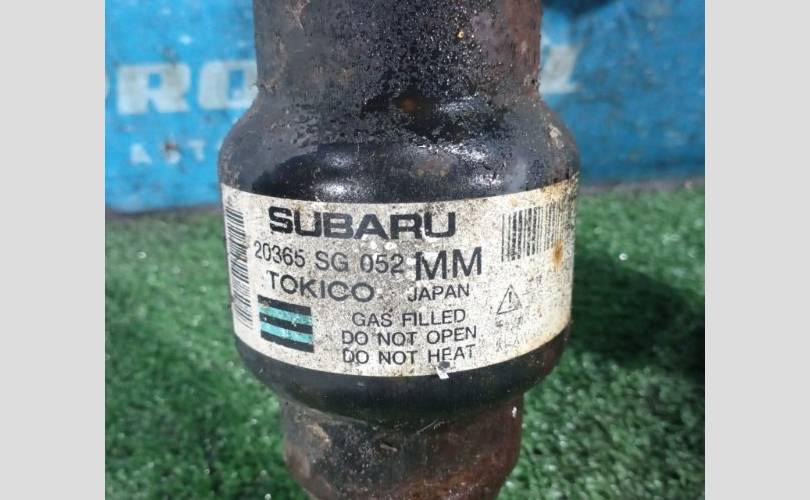 SUBARU
20365 SG 052 MM
TOKICO JAPAN
GAS FILLED
DO NOT OPEN
DO NOT HEAT